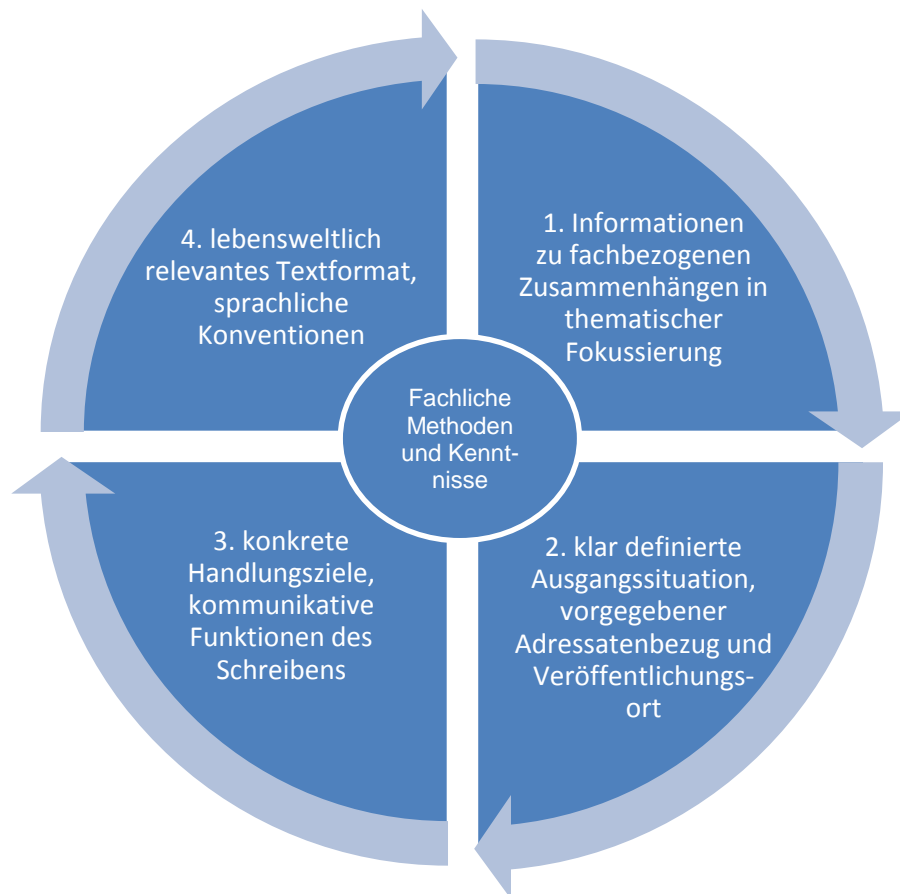 1. Informationen
zu fachbezogenen
Zusammenhängen in
thematischer
Fokussierung
2. klar definierte
Ausgangssituation,
vorgegebener
Adressatenbezug und
Veröffentlichungs-
ort
3. konkrete
Handlungsziele,
kommunikative
Funktionen des
Schreibens
4. lebensweltlich
relevantes Textformat,
sprachliche
Konventionen
Fachliche
Methoden
und Kennt-
nisse